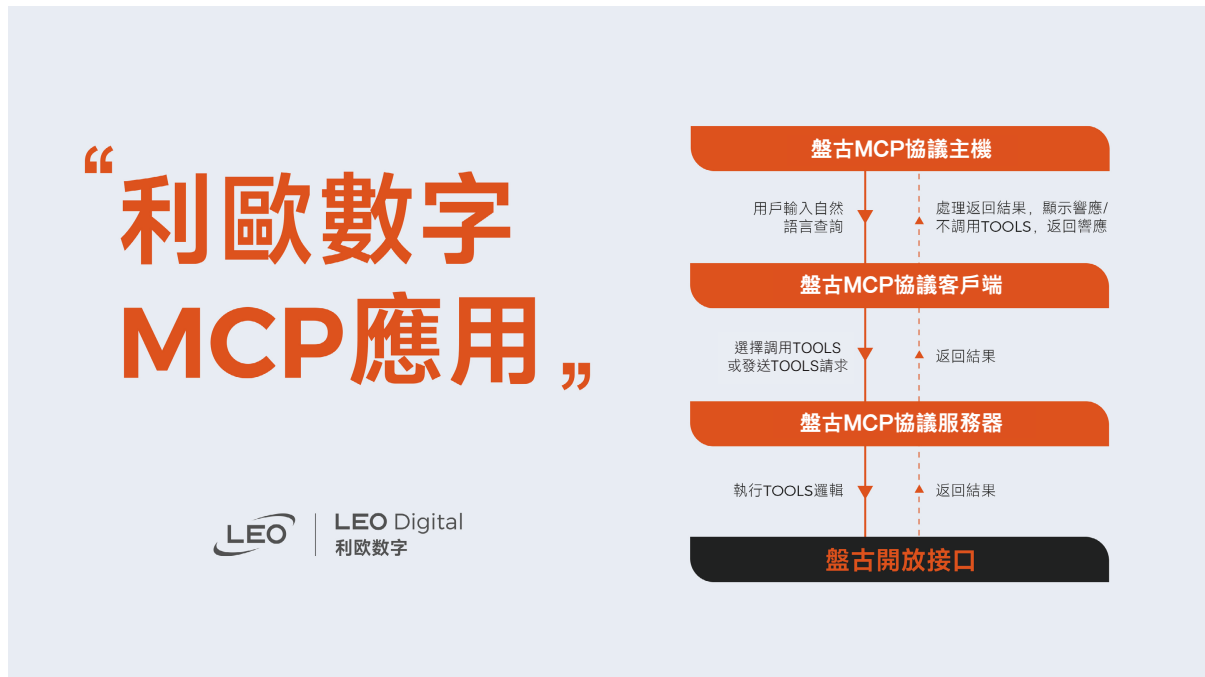 “利歐數字
MCP應用„
LEO
LEO Digital
利欧数字
盤古MCP協議主機
用戶輸入自然
語言查詢
處理返回結果，顯示響應/
不調用TOOLS，返回響應
盤古MCP協議客戶端
選擇調用TOOLS
或發送TOOLS請求
返回結果
盤古MCP協議服務器
執行TOOLS邏輯
返回結果
盤古開放接口